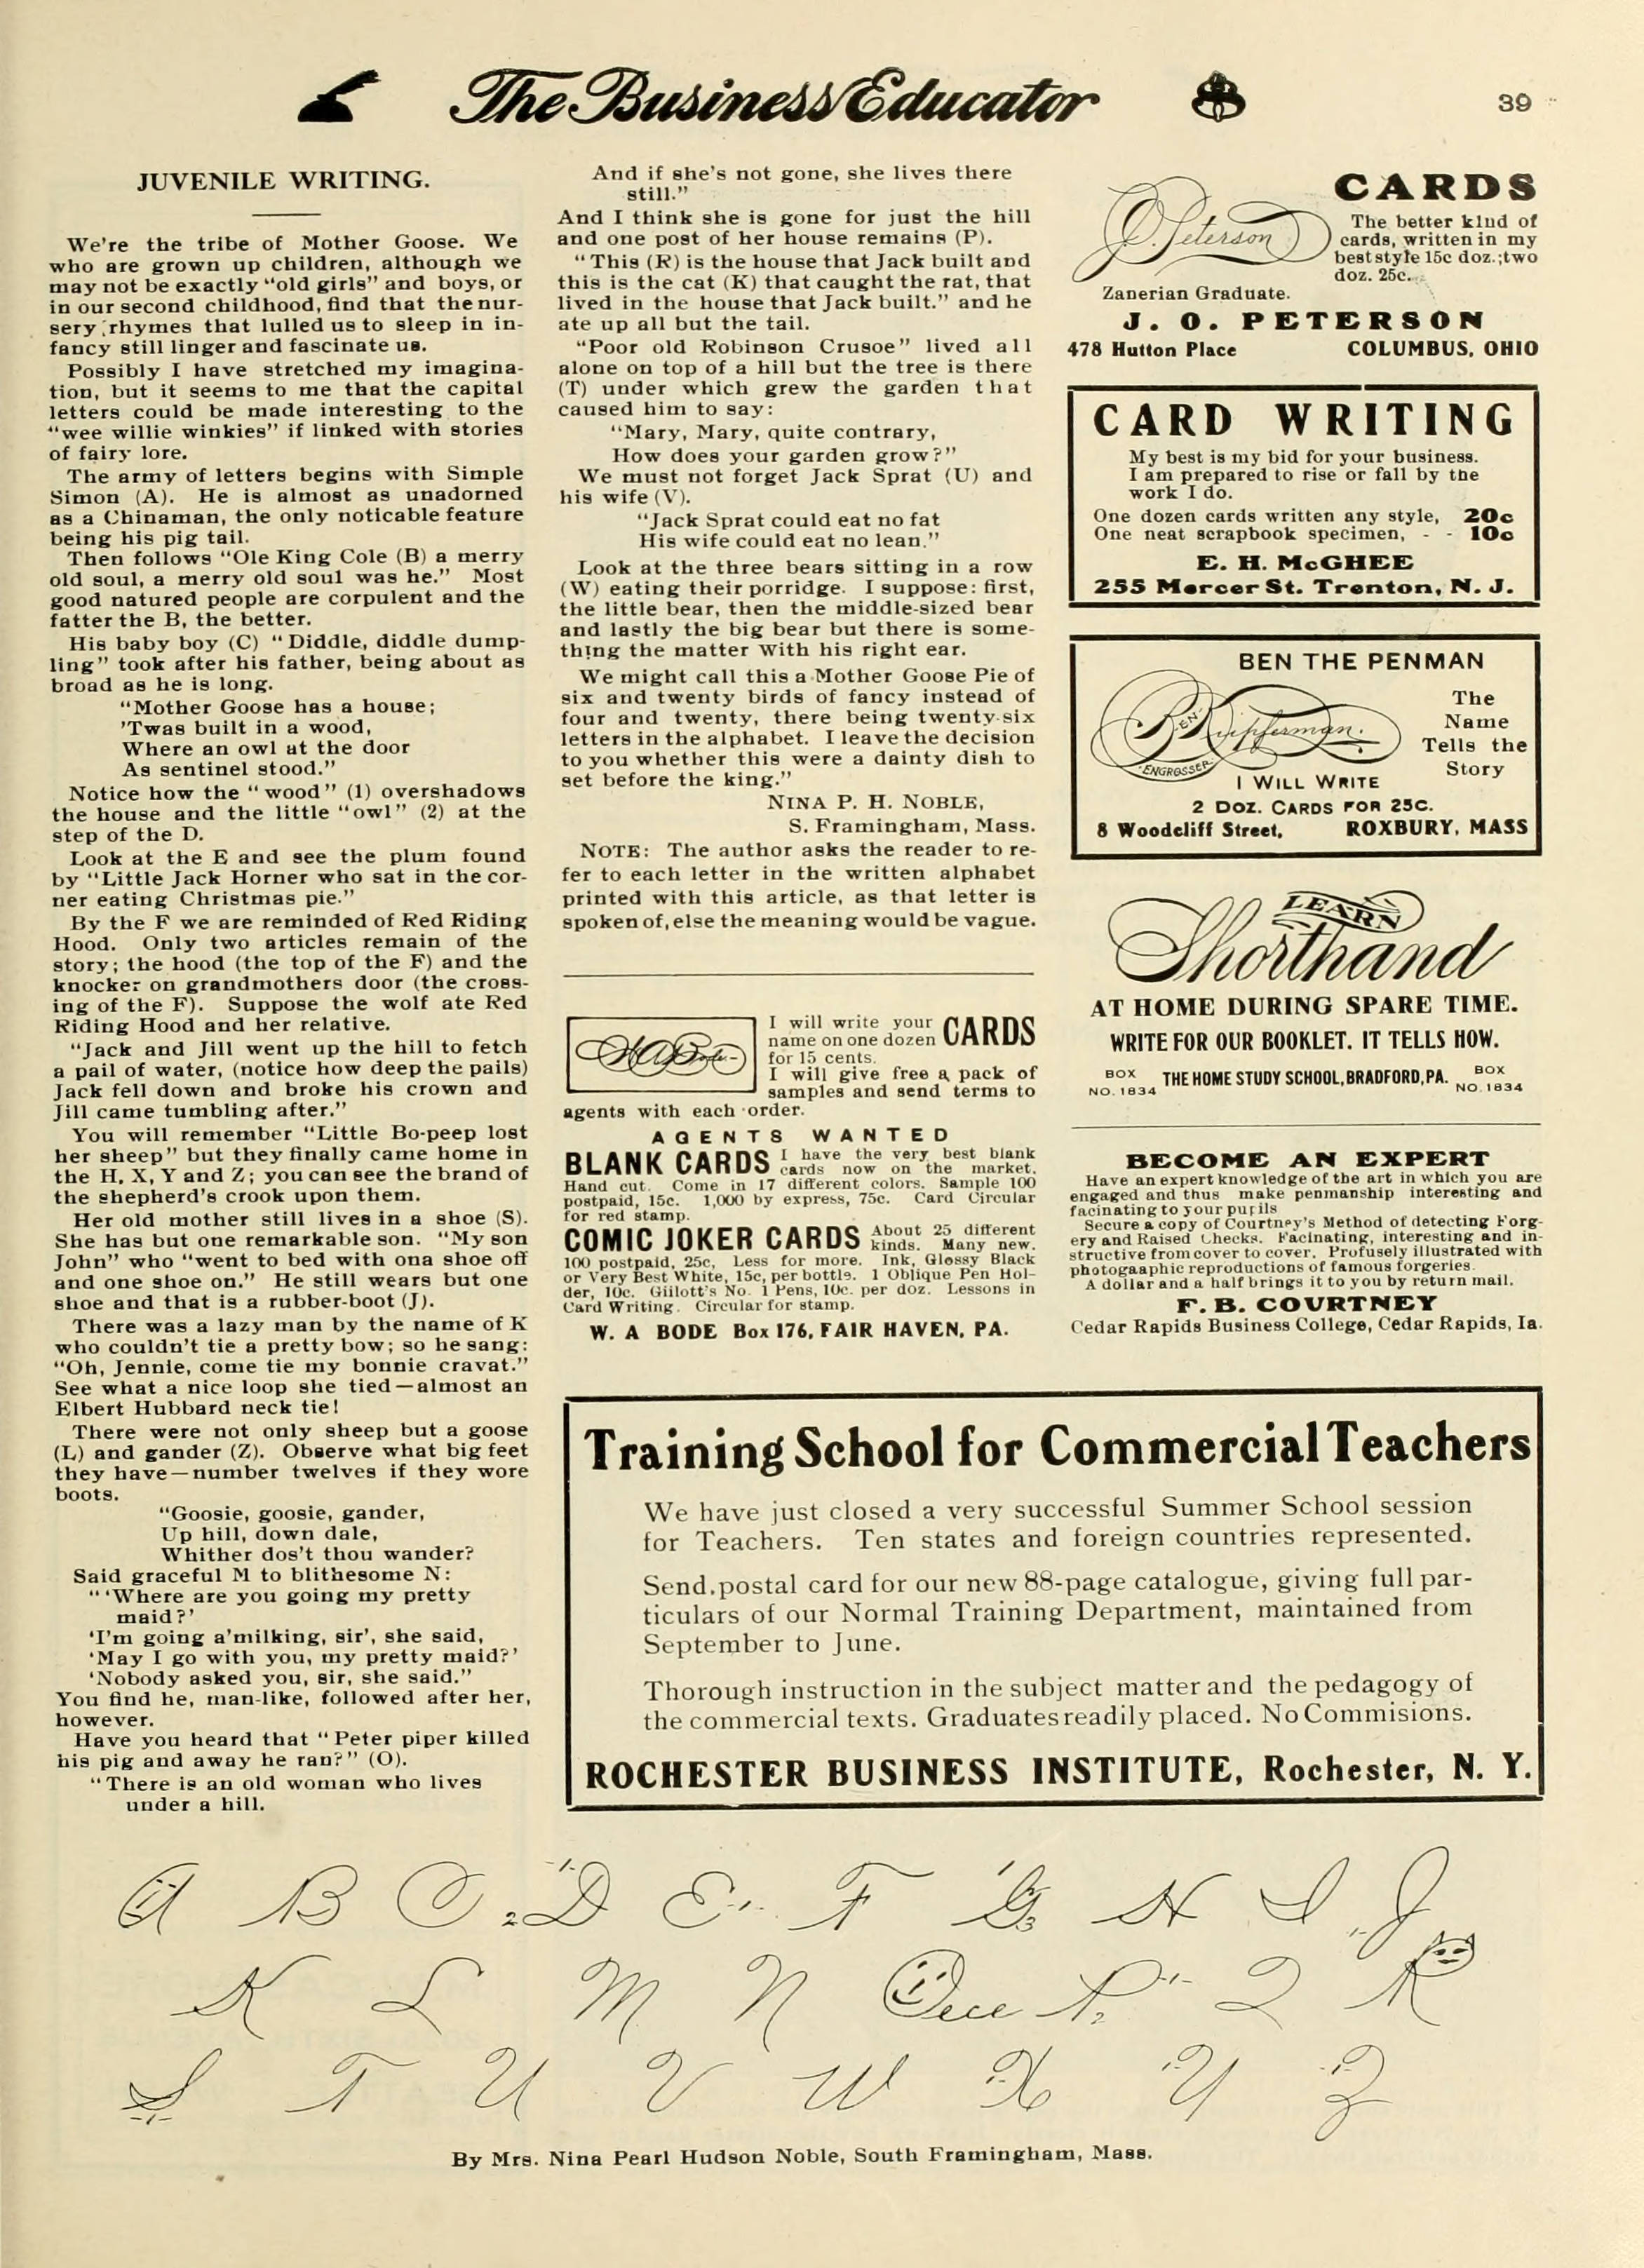 The Business Educator
39
JUVENILE WRITING.
We're the tribe of Mother Goose. We
who are grown up children, although we
may not be exactly "old girls" and boys, or
in our second childhood, find that the nur-
sery rhymes that lulled us to sleep in in-
fancy still linger and fascinate us.
Possibly I have stretched my imagina-
tion, but it seems to me that the capital
letters could be made interesting to the
"wee willie winkies" if linked with stories
of fairy lore.
The army of letters begins with Simple
Simon (A). He is almost as unadorned
as a Chinaman, the only noticable feature
being his pig tail.
Then follows "Ole King Cole (B) a merry
old soul, a merry old soul was he." Most
good natured people are corpulent and the
fatter the B, the better.
His baby boy (C) "Diddle, diddle dump-
ling" took after his father, being about as
broad as he is long.
"Mother Goose has a house;
'Twas built in a wood,
Where an owl at the door
As sentinel stood."
Notice how the "wood" (1) overshadows
the house and the little "owl" (2) at the
step of the D.
Look at the E and see the plum found
by "Little Jack Horner who sat in the cor-
ner eating Christmas pie."
By the F we are reminded of Red Riding
Hood. Only two articles remain of the
story; the hood (the top of the F) and the
knocker on grandmothers door (the cross-
ing of the F). Suppose the wolf ate Red
Riding Hood and her relative.
"Jack and Jill went up the hill to fetch
a pail of water, (notice how deep the pails)
Jack fell down and broke his crown and
Jill came tumbling after."
You will remember "Little Bo-peep lost
her sheep" but they finally came home in
the H, X, Y and Z; you can see the brand of
the shepherd's crook upon them.
Her old mother still lives in a shoe (S).
She has but one remarkable son. "My son
John" who "went to bed with ona shoe off
and one shoe on." He still wears but one
shoe and that is a rubber-boot (J).
There was a lazy man by the name of K
who couldn't tie a pretty bow; so he sang:
"Oh, Jennie, come tie my bonnie cravat."
See what a nice loop she tied—almost an
Elbert Hubbard neck tie!
There were not only sheep but a goose
(L) and gander (Z). Observe what big feet
they have—number twelves if they wore
boots.
"Goosie, goosie, gander,
Up hill, down dale,
Whither dos't thou wander?
Said graceful M to blithesome N:
"'Where are you going my pretty
maid?'
'I'm going a'milking, sir', she said,
'May I go with you, my pretty maid?'
'Nobody asked you, sir, she said."
You find he, man-like, followed after her,
however.
Have you heard that "Peter piper killed
his pig and away he ran?" (O).
"There is an old woman who lives
under a hill.
And if she's not gone, she lives there
still."
And I think she is gone for just the hill
and one post of her house remains (P).
"This (R) is the house that Jack built and
this is the cat (K) that caught the rat, that
lived in the house that Jack built." and he
ate up all but the tail.
"Poor old Robinson Crusoe" lived all
alone on top of a hill but the tree is there
(T) under which grew the garden that
caused him to say:
"Mary, Mary, quite contrary,
How does your garden grow?"
We must not forget Jack Sprat (U) and
his wife (V).
"Jack Sprat could eat no fat
His wife could eat no lean."
Look at the three bears sitting in a row
(W) eating their porridge. I suppose: first,
the little bear, then the middle-sized bear
and lastly the big bear but there is some-
thing the matter with his right ear.
We might call this a Mother Goose Pie of
six and twenty birds of fancy instead of
four and twenty, there being twenty-six
letters in the alphabet. I leave the decision
to you whether this were a dainty dish to
set before the king."
NINA P. H. NOBLE,
S. Framingham, Mass.
NOTE: The author asks the reader to re-
fer to each letter in the written alphabet
printed with this article, as that letter is
spoken of, else the meaning would be vague.
I will write your CARDS
name on one dozen
for 15 cents.
I will give free a pack of
samples and send terms to
agents with each order.
AGENTS WANTED
BLANK CARDS I have the very best blank
cards now on the market.
Hand cut. Come in 17 different colors. Sample 100
postpaid, 15c. 1,000 by express, 75c. Card Circular
for red stamp.
COMIC JOKER CARDS About 25 different
kinds. Many new.
100 postpaid, 25c, Less for more. Ink, Glossy Black
or Very Best White, 15c, per bottle. 1 Oblique Pen Hol-
der, 10c. Gillott's No. 1 Pens, 10c. per doz. Lessons in
Card Writing. Circular for stamp.
W. A BODE Box 176, FAIR HAVEN, PA.
J. O. Peterson
CARDS
The better kind of
cards, written in my
best style 15c doz.; two
doz. 25c.
Zanerian Graduate.
J. O. PETERSON
478 Hutton Place COLUMBUS, OHIO
CARD WRITING
My best is my bid for your business.
I am prepared to rise or fall by the
work I do.
One dozen cards written any style, 20c
One neat scrapbook specimen, - - 10c
E. H. McGHEE
255 Mercer St. Trenton, N. J.
BEN THE PENMAN
BEN Kupferman.
ENGROSSER
The
Name
Tells the
Story
I WILL WRITE
2 DOZ. CARDS FOR 25C.
8 Woodcliff Street, ROXBURY, MASS
LEARN
Shorthand
AT HOME DURING SPARE TIME.
WRITE FOR OUR BOOKLET. IT TELLS HOW.
BOX NO. 1834 THE HOME STUDY SCHOOL, BRADFORD, PA. BOX NO. 1834
BECOME AN EXPERT
Have an expert knowledge of the art in which you are
engaged and thus make penmanship interesting and
facinating to your pupils
Secure a copy of Courtney's Method of detecting Forg-
ery and Raised Checks. Facinating, interesting and in-
structive from cover to cover. Profusely illustrated with
photogaaphic reproductions of famous forgeries.
A dollar and a half brings it to you by return mail.
F. B. COURTNEY
Cedar Rapids Business College, Cedar Rapids, Ia.
Training School for Commercial Teachers
We have just closed a very successful Summer School session
for Teachers. Ten states and foreign countries represented.
Send postal card for our new 88-page catalogue, giving full par-
ticulars of our Normal Training Department, maintained from
September to June.
Thorough instruction in the subject matter and the pedagogy of
the commercial texts. Graduates readily placed. No Commisions.
ROCHESTER BUSINESS INSTITUTE, Rochester, N. Y.
A B C 2 1 D E F 1 G 3 H I J
K L M N O P 2 Q R
S T U V W X Y Z
By Mrs. Nina Pearl Hudson Noble, South Framingham, Mass.